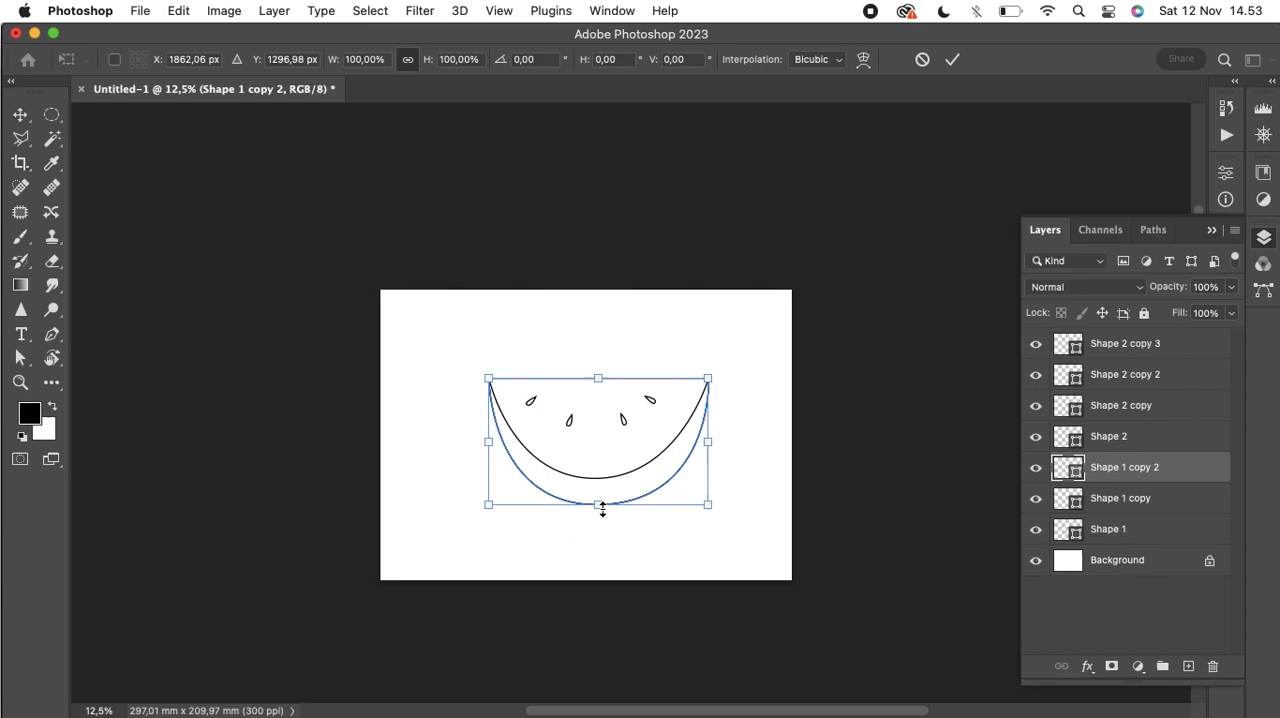 Photoshop File Edit Image Layer Type Select Filter 3D View Plugins Window Help Sat 12 Nov 14.53
Adobe Photoshop 2023
X: 1862,06 px Y: 1296,98 px W: 100,00% H: 100,00% 0,00 ° H: 0,00 ° V: 0,00 ° Interpolation: Bicubic Share
Untitled-1 @ 12,5% (Shape 1 copy 2, RGB/8) *
Layers Channels Paths
Kind
Normal Opacity: 100%
Lock: Fill: 100%
Shape 2 copy 3
Shape 2 copy 2
Shape 2 copy
Shape 2
Shape 1 copy 2
Shape 1 copy
Shape 1
Background
fx
12,5% 297,01 mm x 209,97 mm (300 ppi)